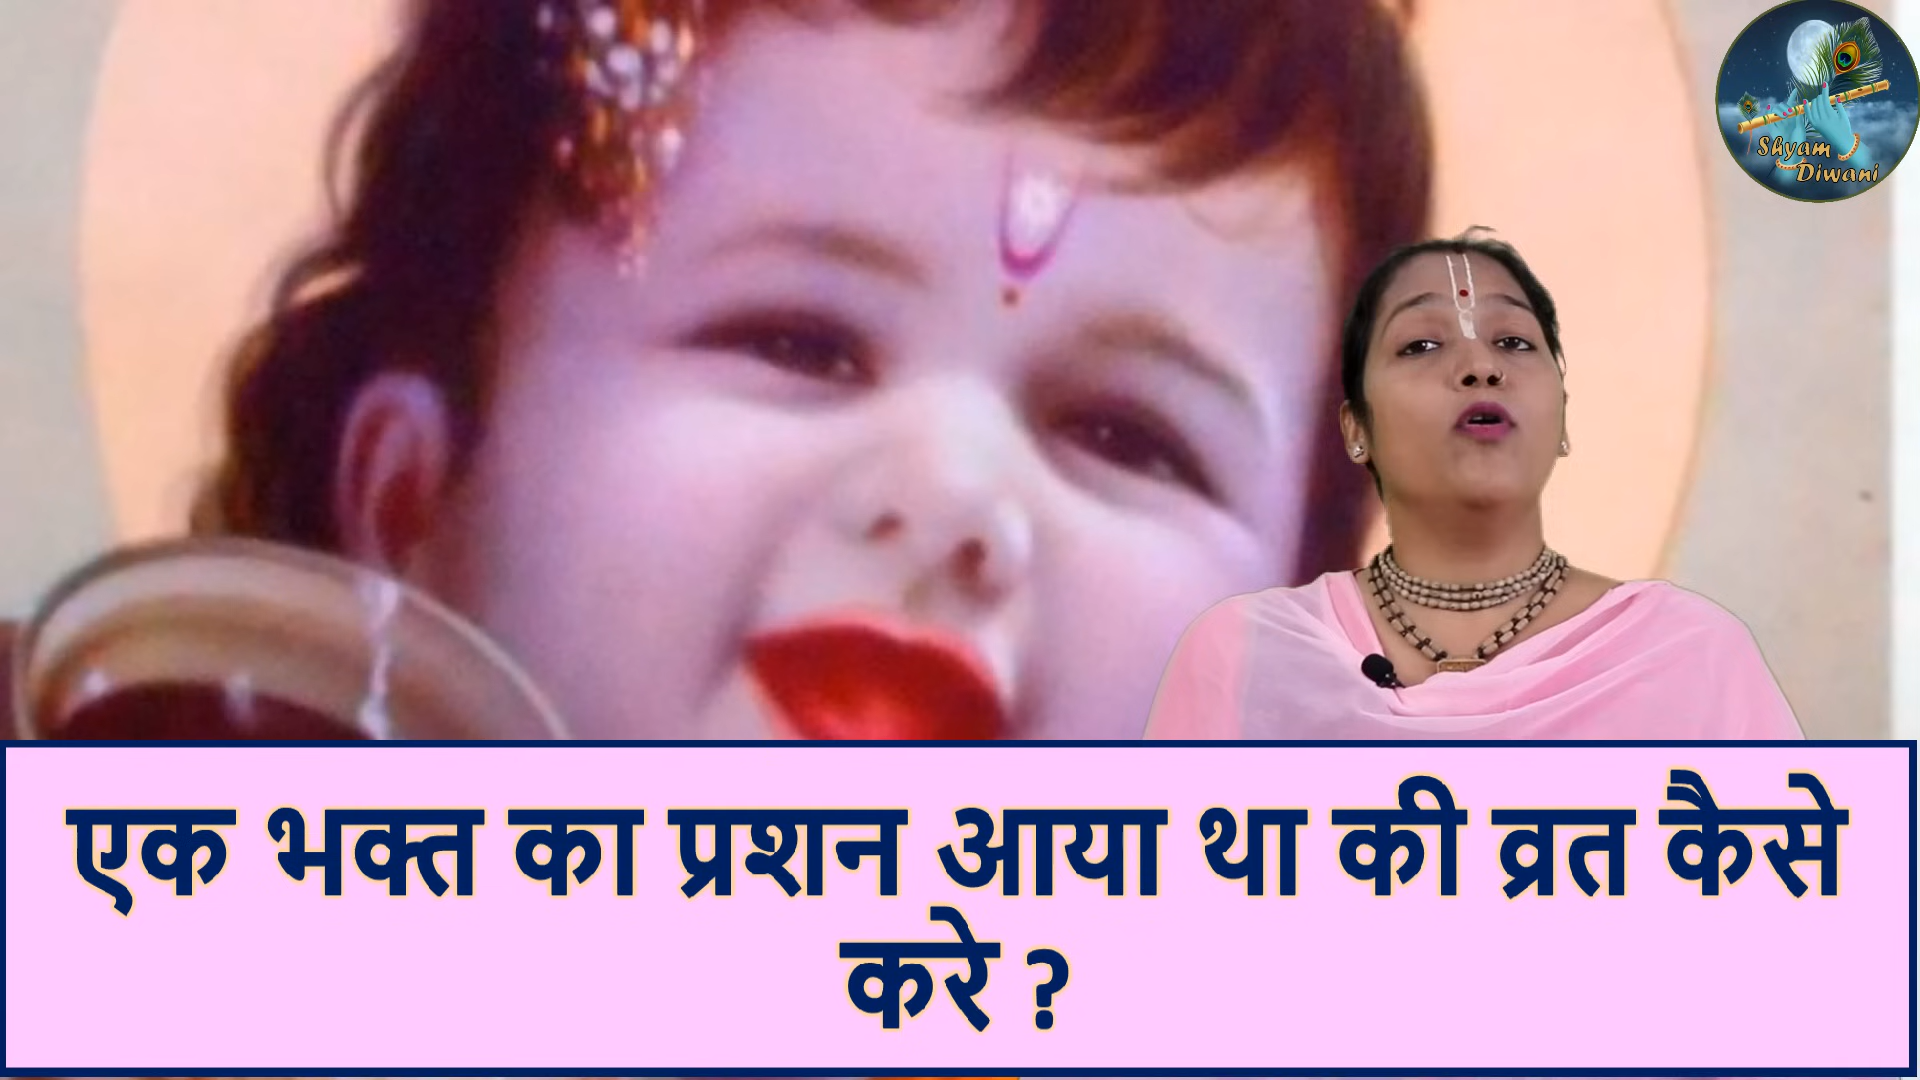 Shyam
Diwani
एक भक्त का प्रशन आया था की व्रत कैसे
करे ?